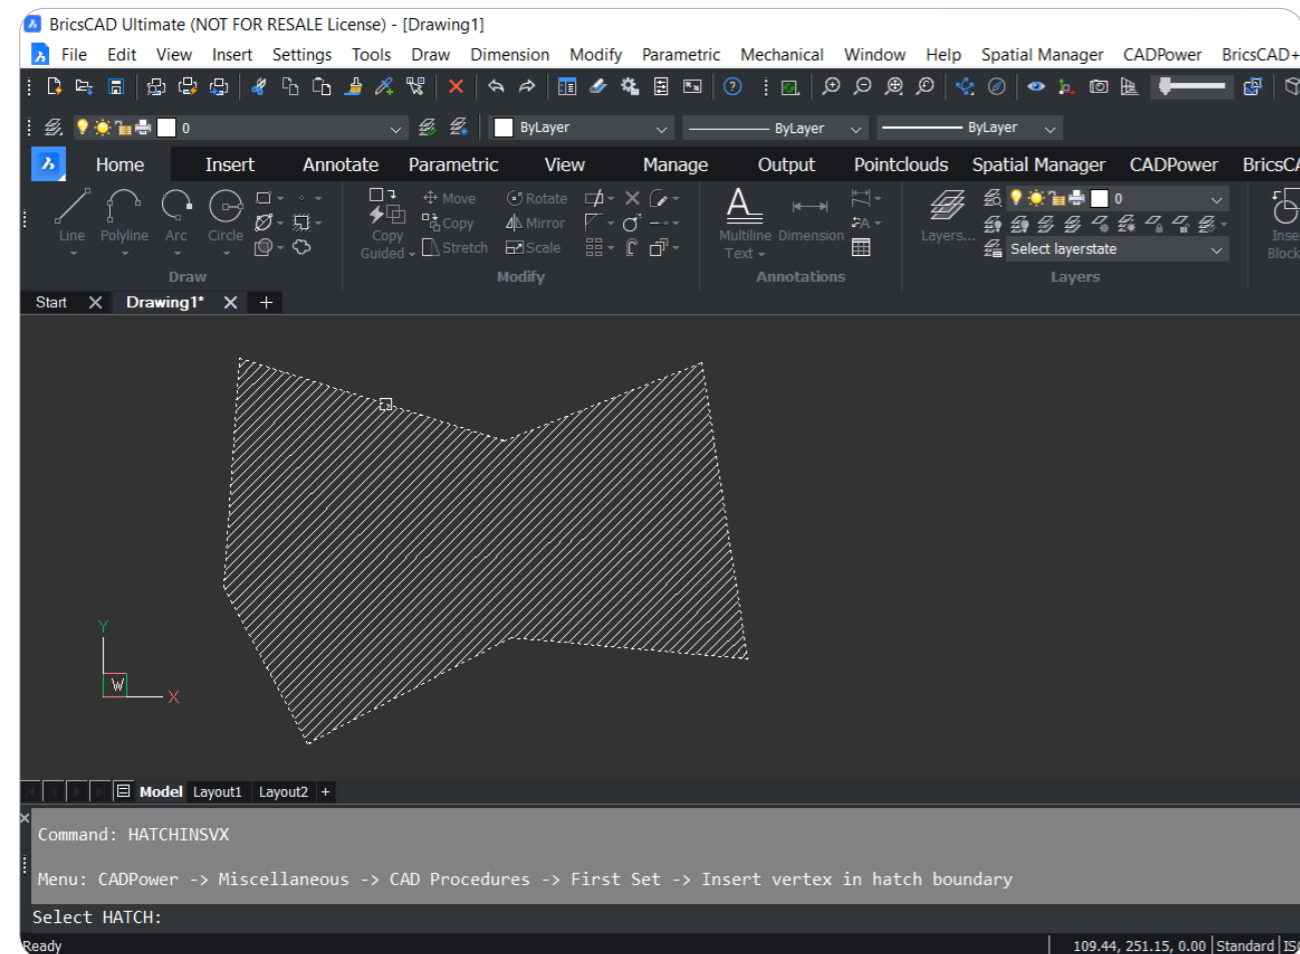 BricsCAD Ultimate (NOT FOR RESALE License) - [Drawing1]
File Edit View Insert Settings Tools Draw Dimension Modify Parametric Mechanical Window Help Spatial Manager CADPower BricsCAD+
0 ByLayer ByLayer ByLayer
Home Insert Annotate Parametric View Manage Output Pointclouds Spatial Manager CADPower BricsCA
Move Rotate A 0
Line Polyline Arc Circle Copy Guided Copy Mirror Multiline Text Dimension Layers... Inse Block
Stretch Scale Select layerstate
Draw Modify Annotations Layers
Start Drawing1* +
Y
W X
Model Layout1 Layout2 +
Command: HATCHINSVX
Menu: CADPower -> Miscellaneous -> CAD Procedures -> First Set -> Insert vertex in hatch boundary
Select HATCH:
Ready 109.44, 251.15, 0.00 Standard ISO